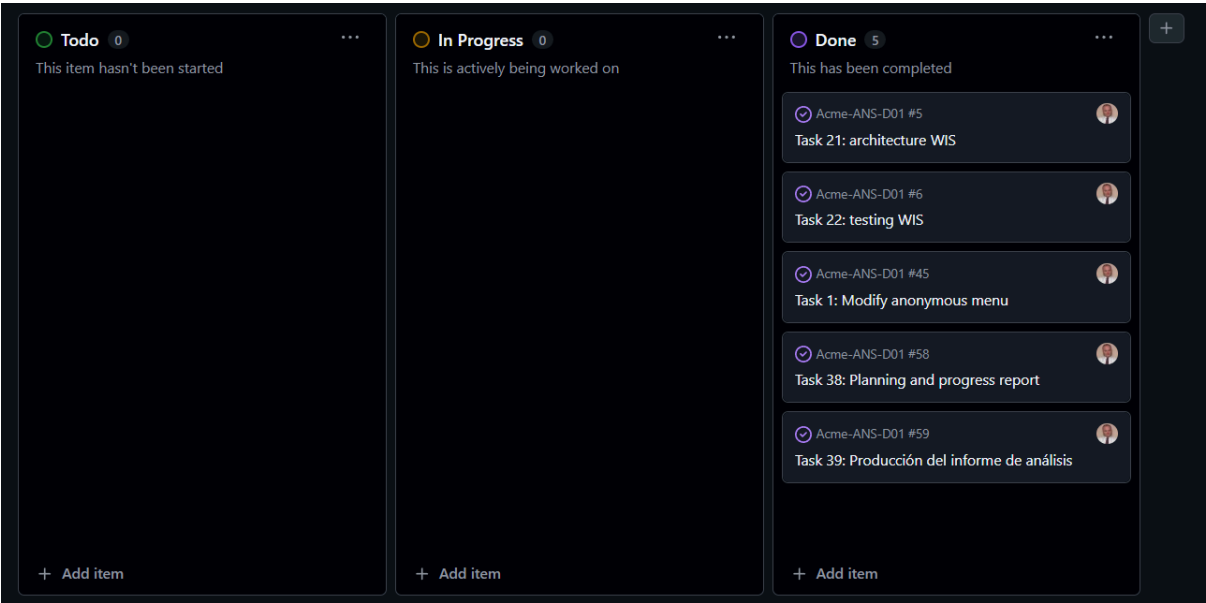 Todo 0
This item hasn't been started
+ Add item
In Progress 0
This is actively being worked on
+ Add item
Done 5
This has been completed
Acme-ANS-D01 #5
Task 21: architecture WIS
Acme-ANS-D01 #6
Task 22: testing WIS
Acme-ANS-D01 #45
Task 1: Modify anonymous menu
Acme-ANS-D01 #58
Task 38: Planning and progress report
Acme-ANS-D01 #59
Task 39: Producción del informe de análisis
+ Add item